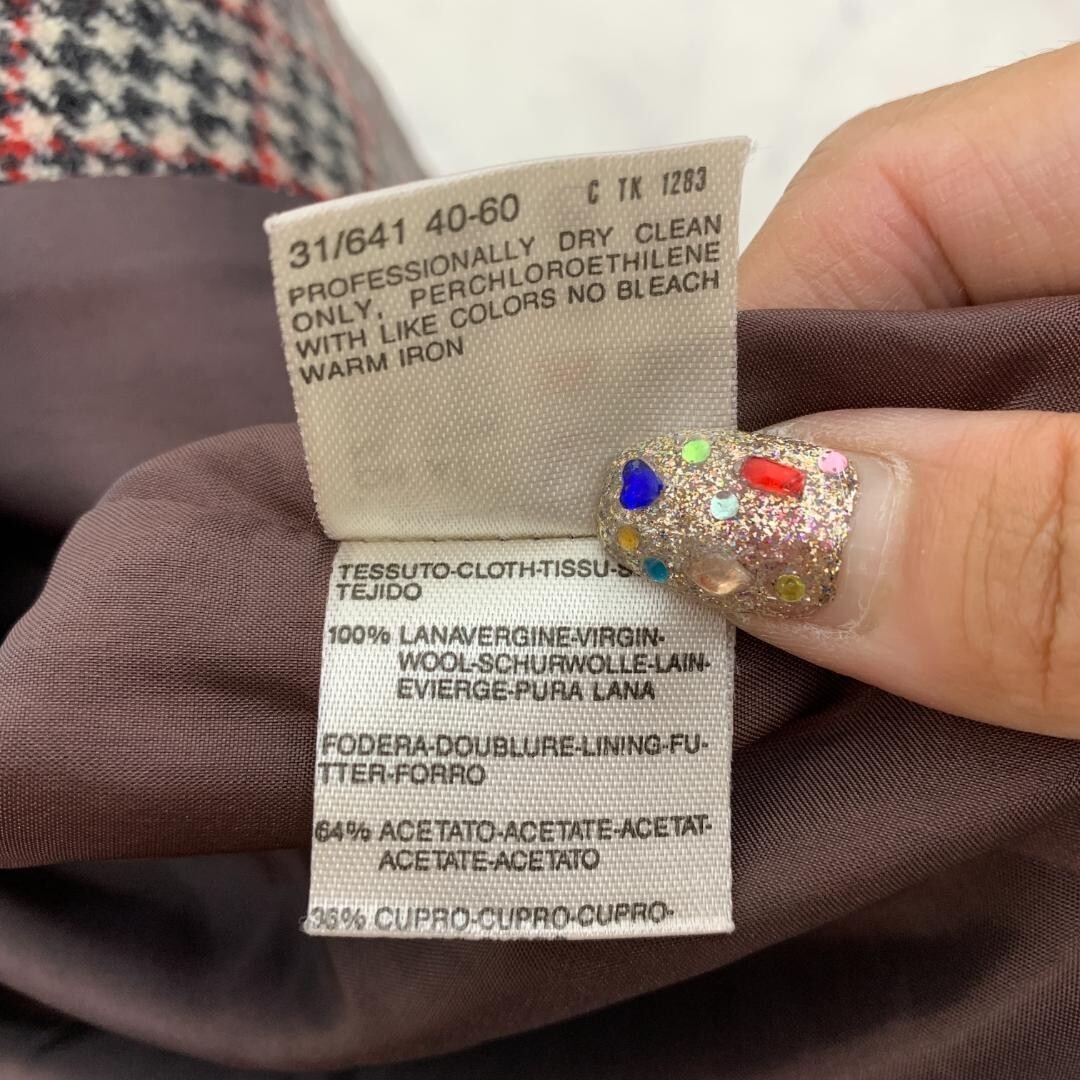 31/641 40-60 C TK 1283
PROFESSIONALLY DRY CLEAN
ONLY, PERCHLOROETHILENE
WITH LIKE COLORS NO BLEACH
WARM IRON
TESSUTO-CLOTH-TISSU-S
TEJIDO
100% LANAVERGINE-VIRGIN-
WOOL-SCHURWOLLE-LAIN-
EVIERGE-PURA LANA
FODERA-DOUBLURE-LINING-FU-
TTER-FORRO
64% ACETATO-ACETATE-ACETAT-
ACETATE-ACETATO
36% CUPRO-CUPRO-CUPRO-